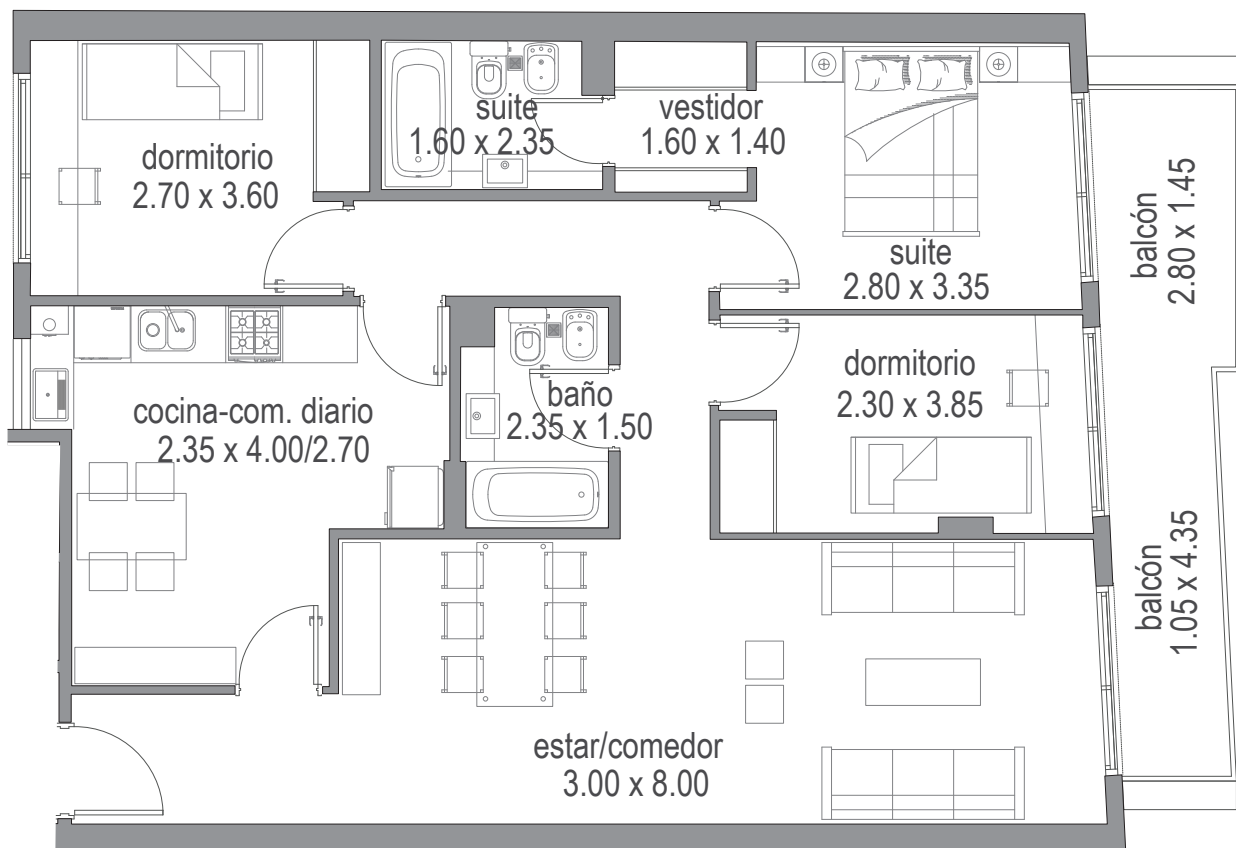 suite
1.60 x 2.35
vestidor
1.60 x 1.40
dormitorio
2.70 x 3.60
suite
2.80 x 3.35
balcón
2.80 x 1.45
dormitorio
2.30 x 3.85
cocina-com. diario
2.35 x 4.00/2.70
baño
2.35 x 1.50
balcón
1.05 x 4.35
estar/comedor
3.00 x 8.00